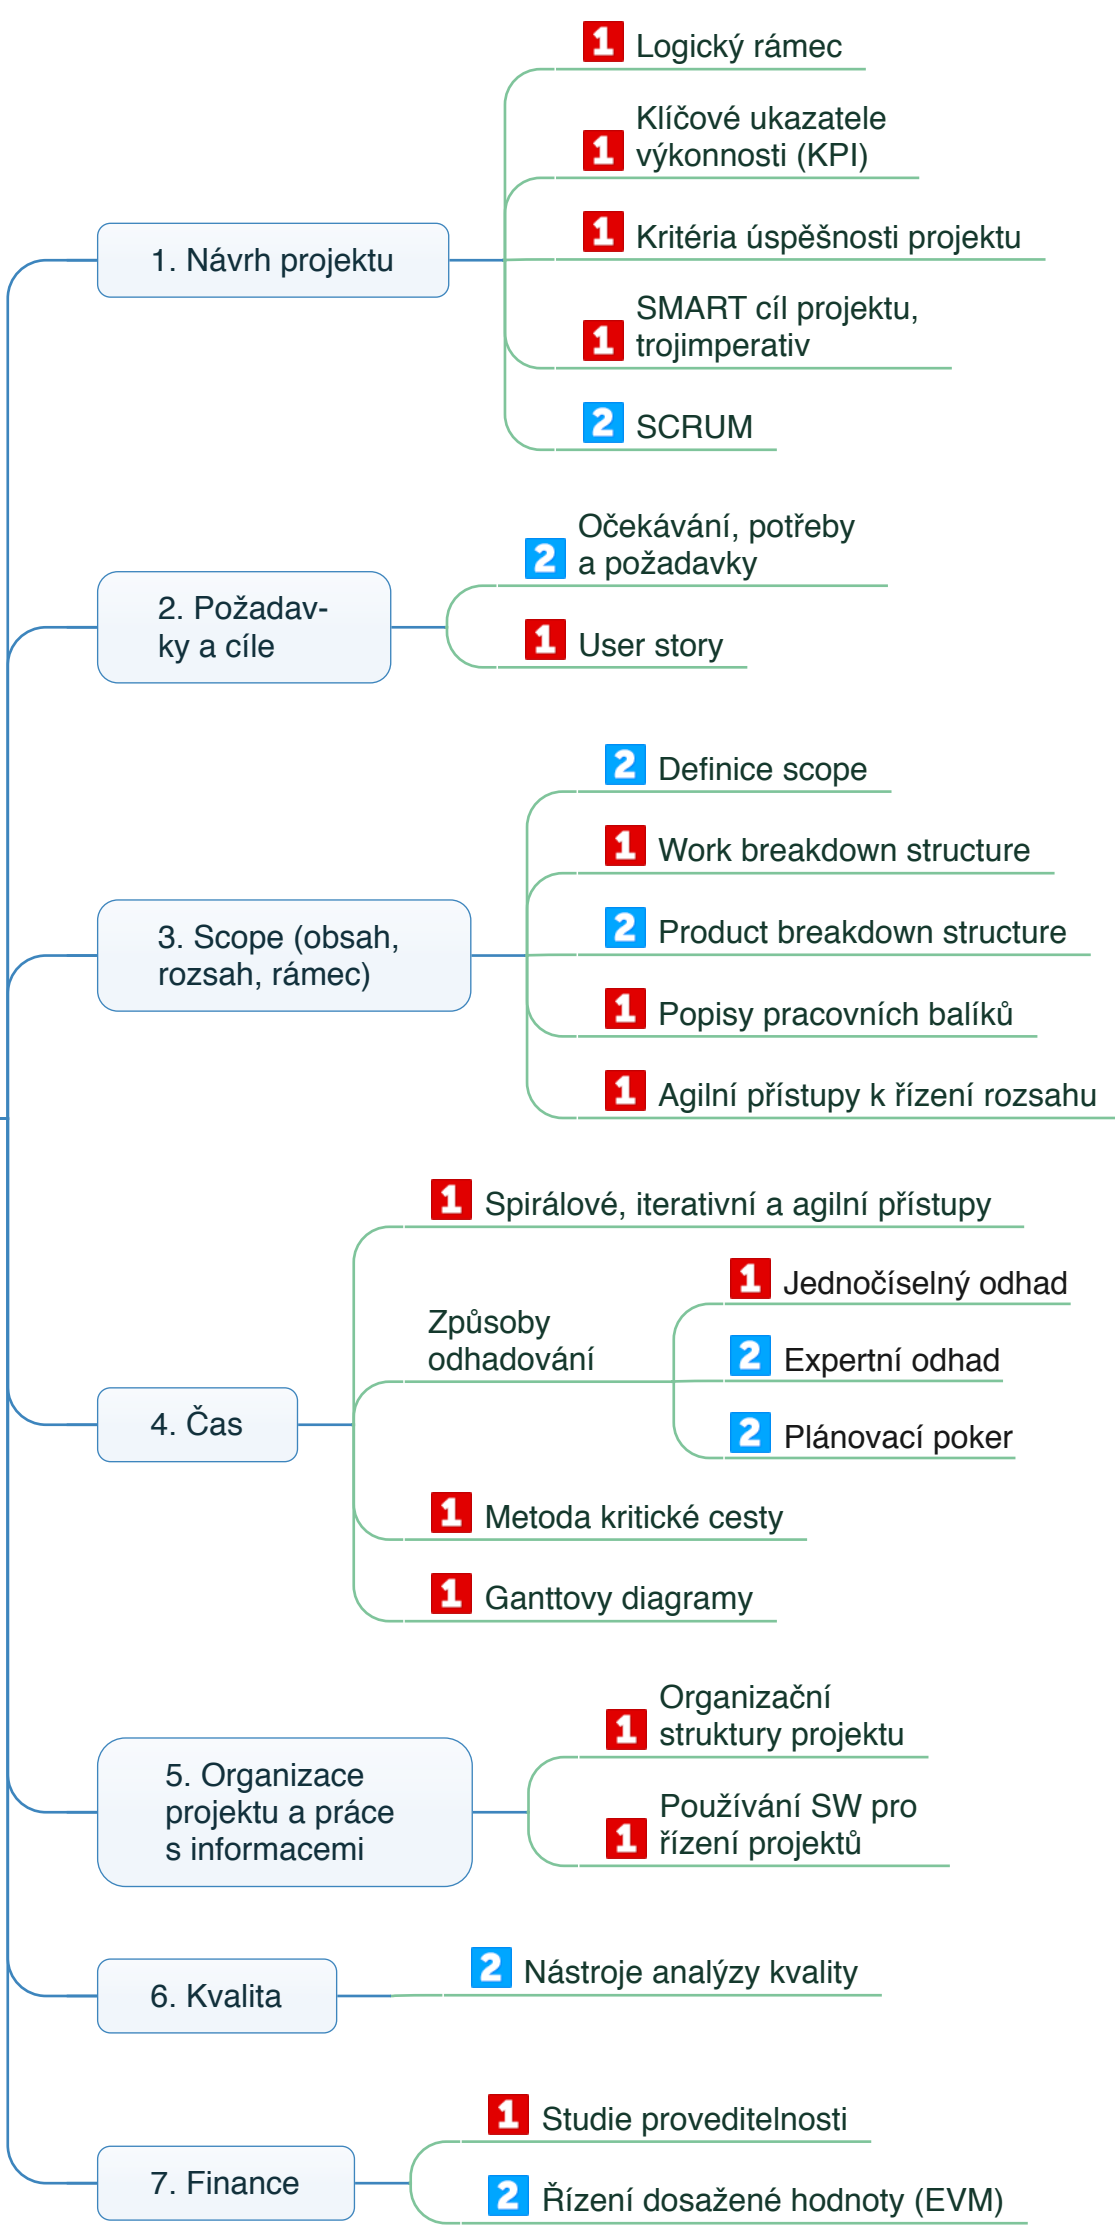 1 Logický rámec
Klíčové ukazatele
1 výkonnosti (KPI)
1. Návrh projektu
1 Kritéria úspěšnosti projektu
SMART cíl projektu,
1 trojimperativ
2 SCRUM
2. Požadav-
ky a cíle
Očekávání, potřeby
2 a požadavky
1 User story
3. Scope (obsah,
rozsah, rámec)
2 Definice scope
1 Work breakdown structure
2 Product breakdown structure
1 Popisy pracovních balíků
1 Agilní přístupy k řízení rozsahu
4. Čas
1 Spirálové, iterativní a agilní přístupy
Způsoby
odhadování
1 Jednočíselný odhad
2 Expertní odhad
2 Plánovací poker
1 Metoda kritické cesty
1 Ganttovy diagramy
5. Organizace
projektu a práce
s informacemi
Organizační
1 struktury projektu
Používání SW pro
1 řízení projektů
6. Kvalita
2 Nástroje analýzy kvality
7. Finance
1 Studie proveditelnosti
2 Řízení dosažené hodnoty (EVM)